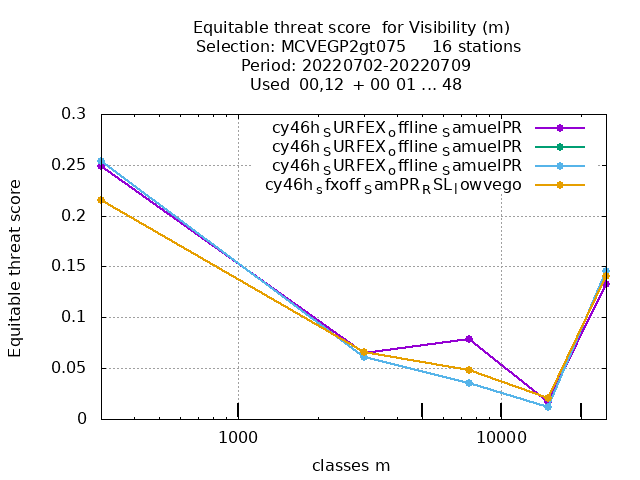 Equitable threat score  for Visibility (m)
Selection: MCVEGP2gt075     16 stations
Period: 20220702-20220709
Used  00,12  + 00 01 ... 48
cy46h_SURFEX_offline_SamuelPR
cy46h_SURFEX_offline_SamuelPR
cy46h_SURFEX_offline_SamuelPR
cy46h_sfxoff_SamPR_RSL_lowvego
0.3
0.25
0.2
0.15
0.1
0.05
0
Equitable threat score
1000 10000
classes m